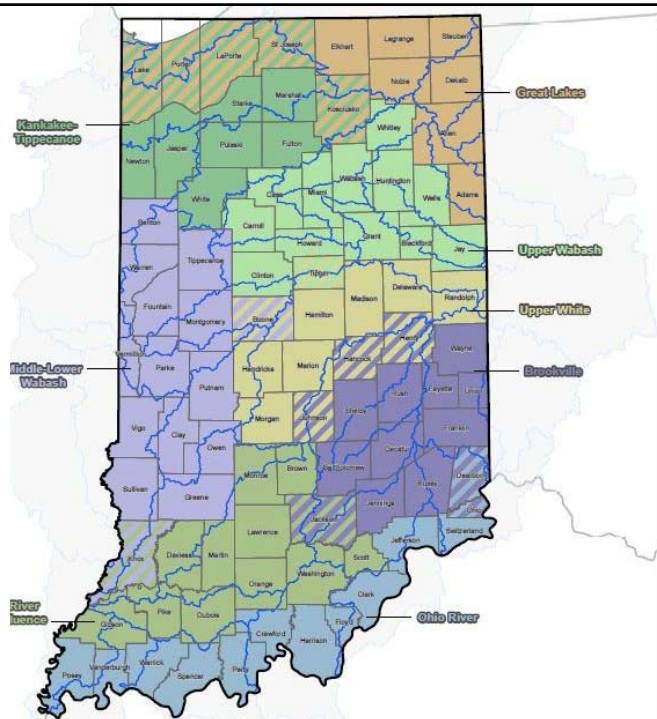 Lake
Porter
LaPorte
St Joseph
Elkhart
Lagrange
Steuben
Noble
Dekalb
Great Lakes
Marshall
Starke
Kosciusko
Kankakee-
Tippecanoe
Whitley
Allen
Newton
Jasper
Pulaski
Fulton
Wabash
Huntington
Miami
Cass
White
Wells
Adams
Benton
Carroll
Howard
Grant
Blackford
Jay
Upper Wabash
Warren
Tippecanoe
Clinton
Tipton
Delaware
Randolph
Madison
Fountain
Montgomery
Boone
Hamilton
Upper White
Henry
Hancock
Wayne
Vermillion
Parke
Middle-Lower
Wabash
Putnam
Hendricks
Marion
Brookville
Rush
Fayette
Union
Shelby
Morgan
Johnson
Franklin
Vigo
Clay
Owen
Decatur
Bartholomew
Ripley
Dearborn
Ohio
Sullivan
Greene
Monroe
Brown
Jennings
Jackson
Switzerland
Jefferson
Knox
Daviess
Martin
Lawrence
Scott
Washington
Orange
Clark
River
fluence
Gibson
Pike
Dubois
Floyd
Ohio River
Crawford
Harrison
Posey
Vanderburgh
Warrick
Spencer
Perry